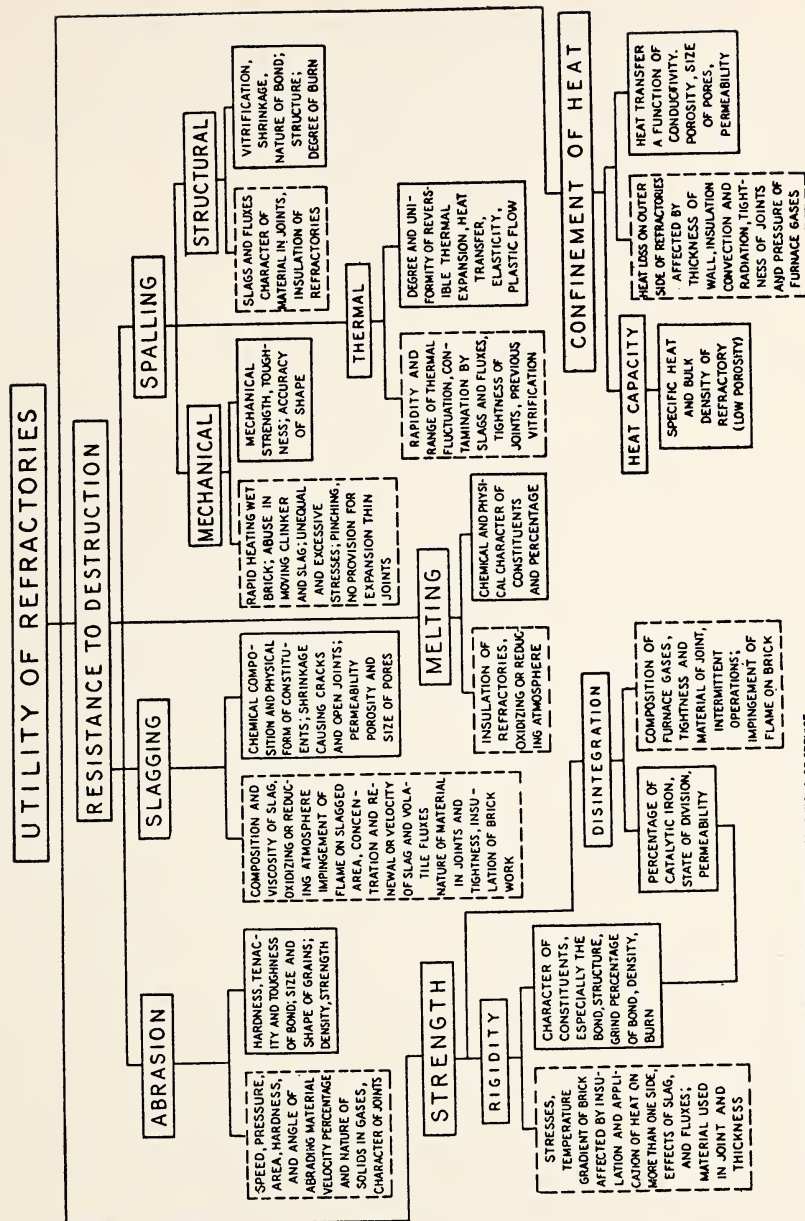 UTILITY OF REFRACTORIES
RESISTANCE TO DESTRUCTION
ABRASION
SPEED, PRESSURE,
AREA, HARDNESS,
AND ANGLE OF
ABRADING MATERIAL
VELOCITY PERCENTAGE
AND NATURE OF
SOLIDS IN GASES,
CHARACTER OF JOINTS
HARDNESS, TENAC-
ITY AND TOUGHNESS
OF BOND; SIZE AND
SHAPE OF GRAINS;
DENSITY, STRENGTH
SLAGGING
COMPOSITION AND
VISCOSITY OF SLAG,
OXIDIZING OR REDUC-
ING ATMOSPHERE
IMPINGEMENT OF
FLAME ON SLAGGED
AREA, CONCEN-
TRATION AND RE-
NEWAL OR VELOCITY
OF SLAG AND VOLA-
TILE FLUXES
NATURE OF MATERIAL
IN JOINTS AND
TIGHTNESS, INSU-
LATION OF BRICK
WORK
CHEMICAL COMPO-
SITION AND PHYSICAL
FORM OF CONSTITU-
ENTS; SHRINKAGE
CAUSING CRACKS
AND OPEN JOINTS;
PERMEABILITY
POROSITY AND
SIZE OF PORES
SPALLING
MECHANICAL
RAPID HEATING WET
BRICK; ABUSE IN
MOVING CLINKER
AND SLAG; UNEQUAL
AND EXCESSIVE
STRESSES; PINCHING,
NO PROVISION FOR
EXPANSION THIN
JOINTS
MECHANICAL
STRENGTH, TOUGH-
NESS; ACCURACY
OF SHAPE
STRUCTURAL
SLAGS AND FLUXES
CHARACTER OF
MATERIAL IN JOINTS,
INSULATION OF
REFRACTORIES
VITRIFICATION,
SHRINKAGE,
NATURE OF BOND;
STRUCTURE;
DEGREE OF BURN
THERMAL
RAPIDITY AND
RANGE OF THERMAL
FLUCTUATION, CON-
TAMINATION BY
SLAGS AND FLUXES,
TIGHTNESS OF
JOINTS, PREVIOUS
VITRIFICATION
DEGREE AND UNI-
FORMITY OF REVERS-
IBLE THERMAL
EXPANSION, HEAT
TRANSFER,
ELASTICITY,
PLASTIC FLOW
MELTING
INSULATION OF
REFRACTORIES,
OXIDIZING OR REDUC-
ING ATMOSPHERE
CHEMICAL AND PHYSI-
CAL CHARACTER OF
CONSTITUENTS
AND PERCENTAGE
STRENGTH
RIGIDITY
STRESSES,
TEMPERATURE
GRADIENT OF BRICK
AFFECTED BY INSU-
LATION AND APPLI-
CATION OF HEAT ON
MORE THAN ONE SIDE,
EFFECTS OF SLAG,
AND FLUXES;
MATERIAL USED
IN JOINT AND
THICKNESS
CHARACTER OF
CONSTITUENTS,
ESPECIALLY THE
BOND, STRUCTURE,
GRIND PERCENTAGE
OF BOND, DENSITY,
BURN
DISINTEGRATION
PERCENTAGE OF
CATALYTIC IRON,
STATE OF DIVISION,
PERMEABILITY
COMPOSITION OF
FURNACE GASES,
TIGHTNESS AND
MATERIAL OF JOINT,
INTERMITTENT
OPERATIONS;
IMPINGEMENT OF
FLAME ON BRICK
CONFINEMENT OF HEAT
HEAT CAPACITY
SPECIFIC HEAT
AND BULK
DENSITY OF
REFRACTORY
(LOW POROSITY)
HEAT LOSS ON OUTER
SIDE OF REFRACTORIES
AFFECTED BY
THICKNESS OF
WALL, INSULATION
CONVECTION AND
RADIATION, TIGHT-
NESS OF JOINTS
AND PRESSURE OF
FURNACE GASES
HEAT TRANSFER
A FUNCTION OF
CONDUCTIVITY.
POROSITY, SIZE
OF PORES,
PERMEABILITY